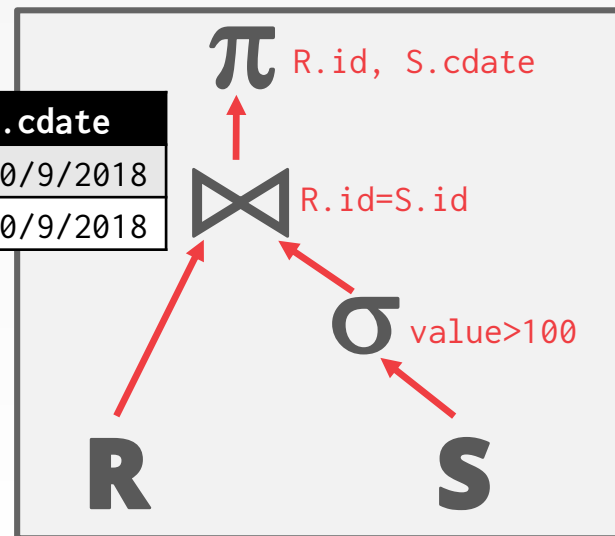 π R.id, S.cdate
.cdate
0/9/2018
⋈ R.id=S.id
0/9/2018
σ value>100
R S